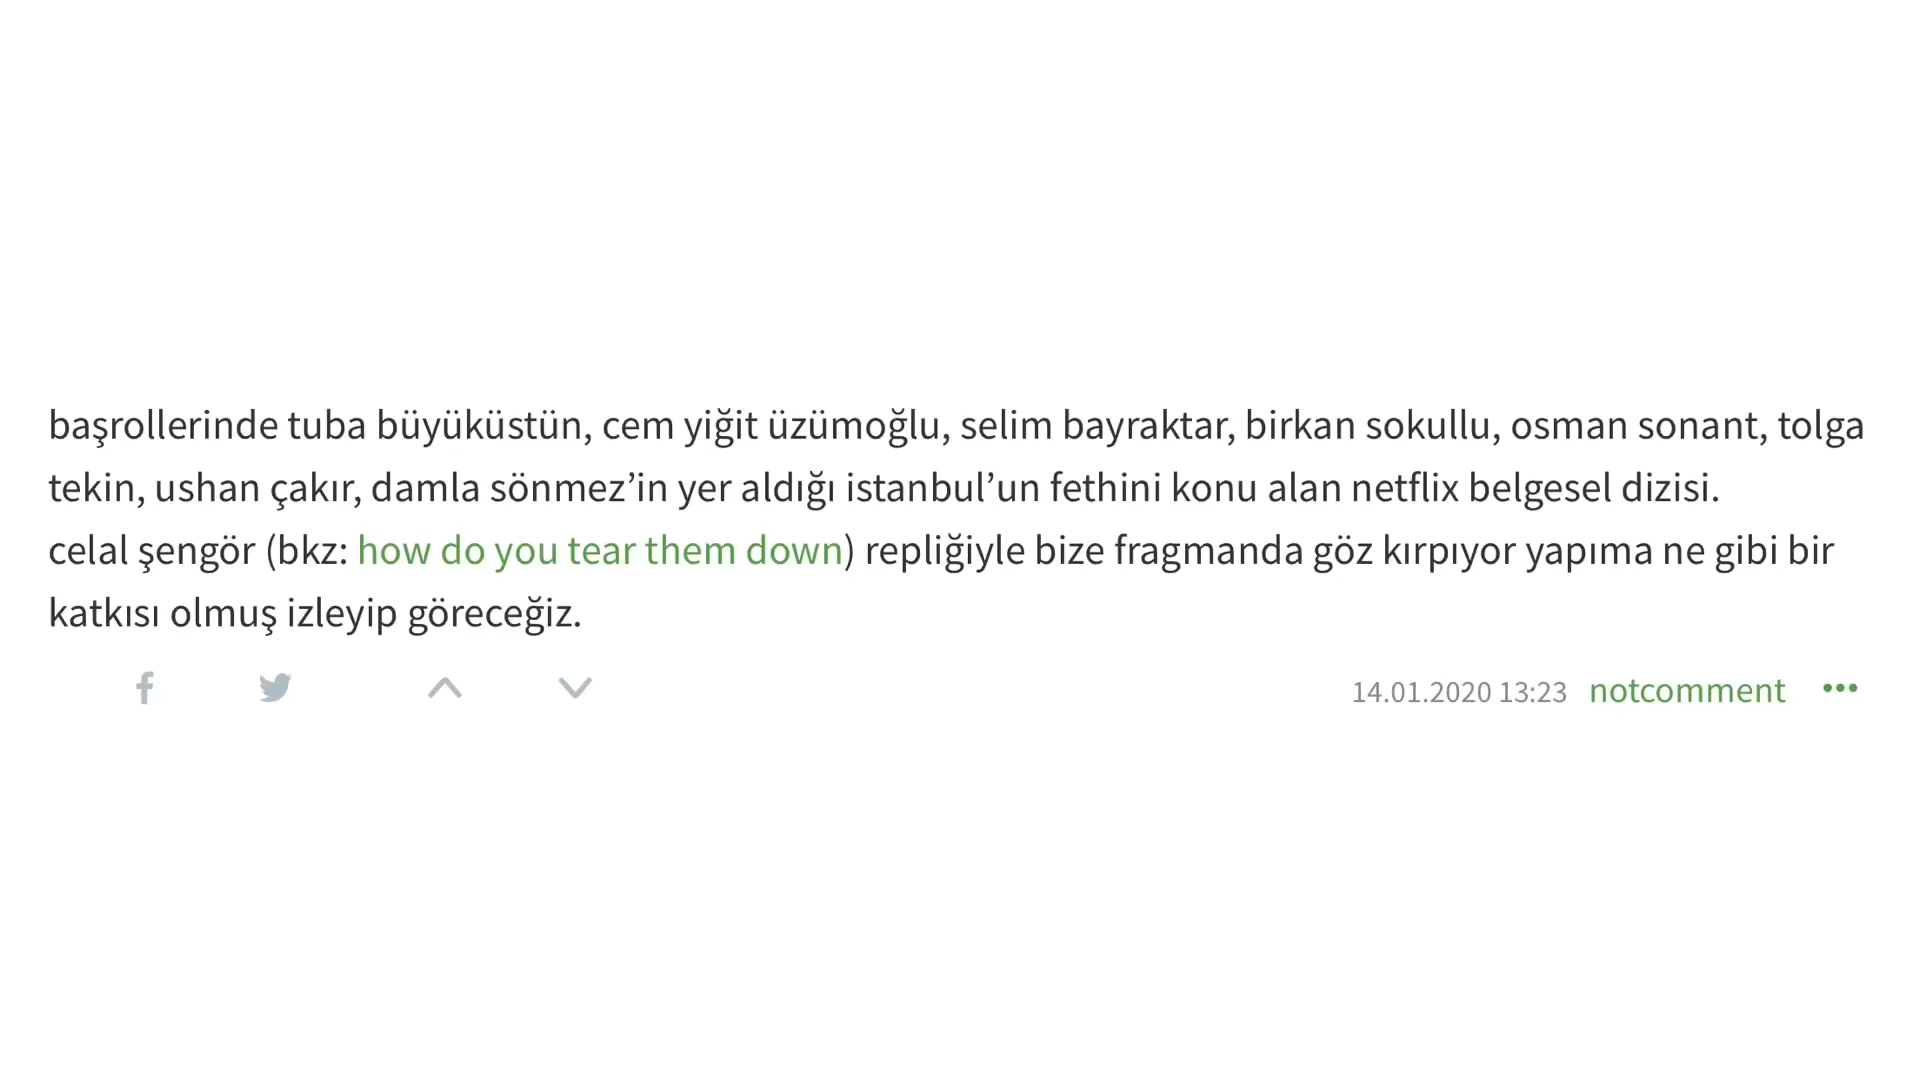 başrollerinde tuba büyüküstün, cem yiğit üzümoğlu, selim bayraktar, birkan sokullu, osman sonant, tolga
tekin, ushan çakır, damla sönmez’in yer aldığı istanbul’un fethini konu alan netflix belgesel dizisi.
celal şengör (bkz: how do you tear them down) repliğiyle bize fragmanda göz kırpıyor yapıma ne gibi bir
katkısı olmuş izleyip göreceğiz.
14.01.2020 13:23 notcomment